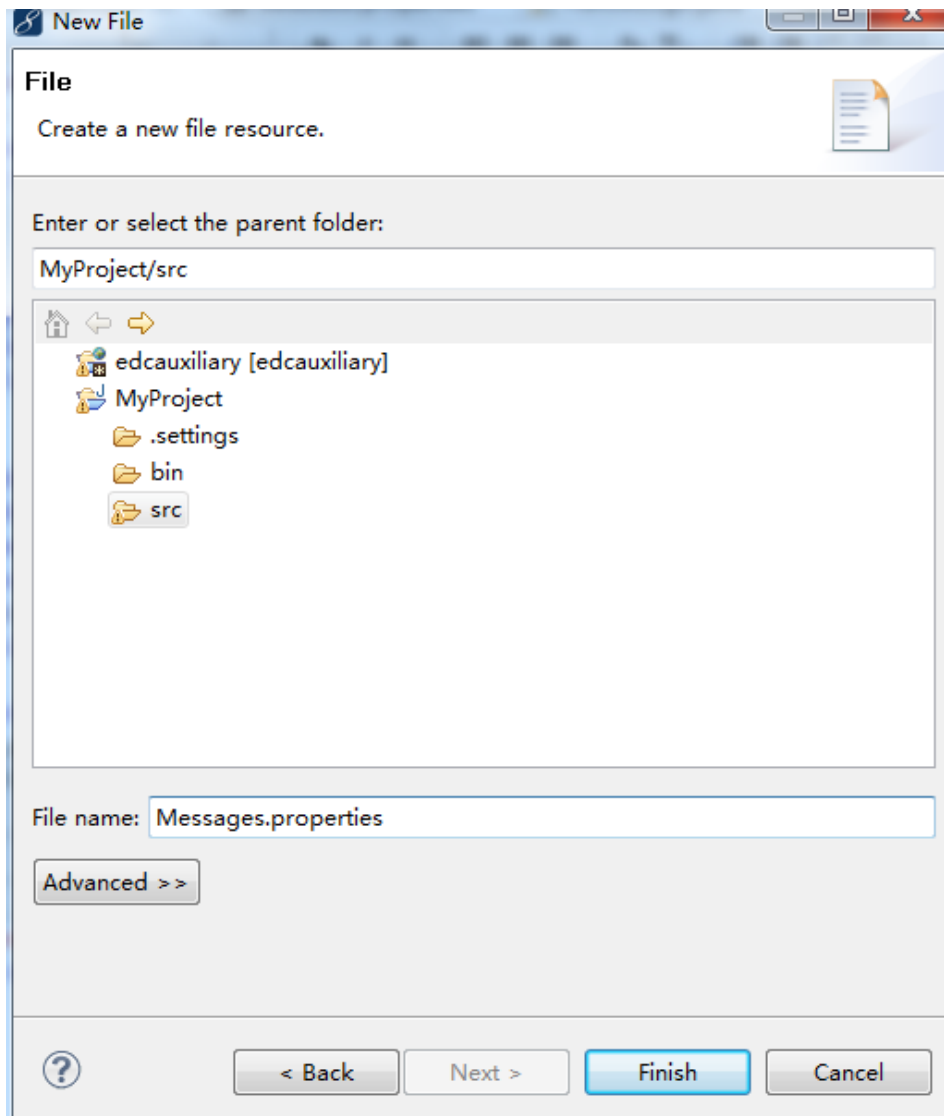 New File
File
Create a new file resource.
Enter or select the parent folder:
MyProject/src
edcauxiliary [edcauxiliary]
MyProject
.settings
bin
src
File name: Messages.properties
Advanced >>
< Back Next > Finish Cancel